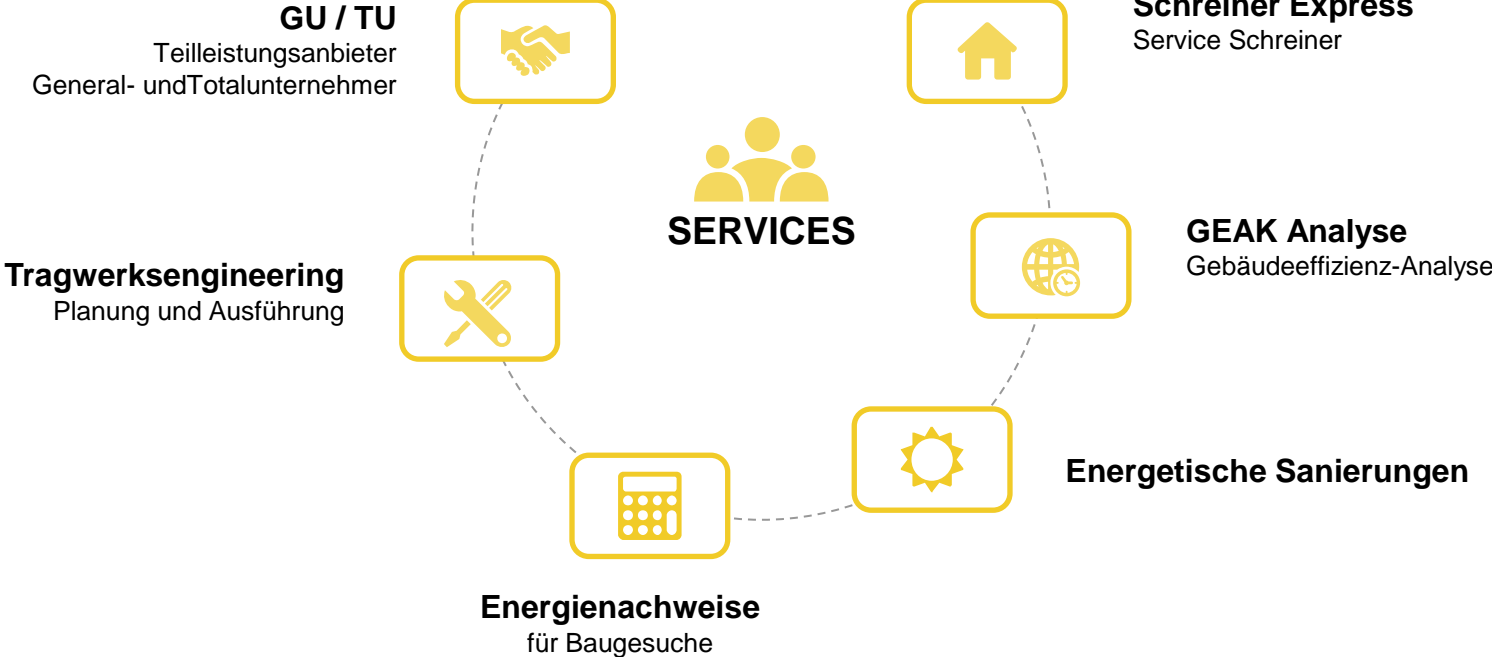 GU / TU
Teilleistungsanbieter
General- undTotalunternehmer
Schreiner Express
Service Schreiner
SERVICES
GEAK Analyse
Gebäudeeffizienz-Analyse
Tragwerksengineering
Planung und Ausführung
Energetische Sanierungen
Energienachweise
für Baugesuche